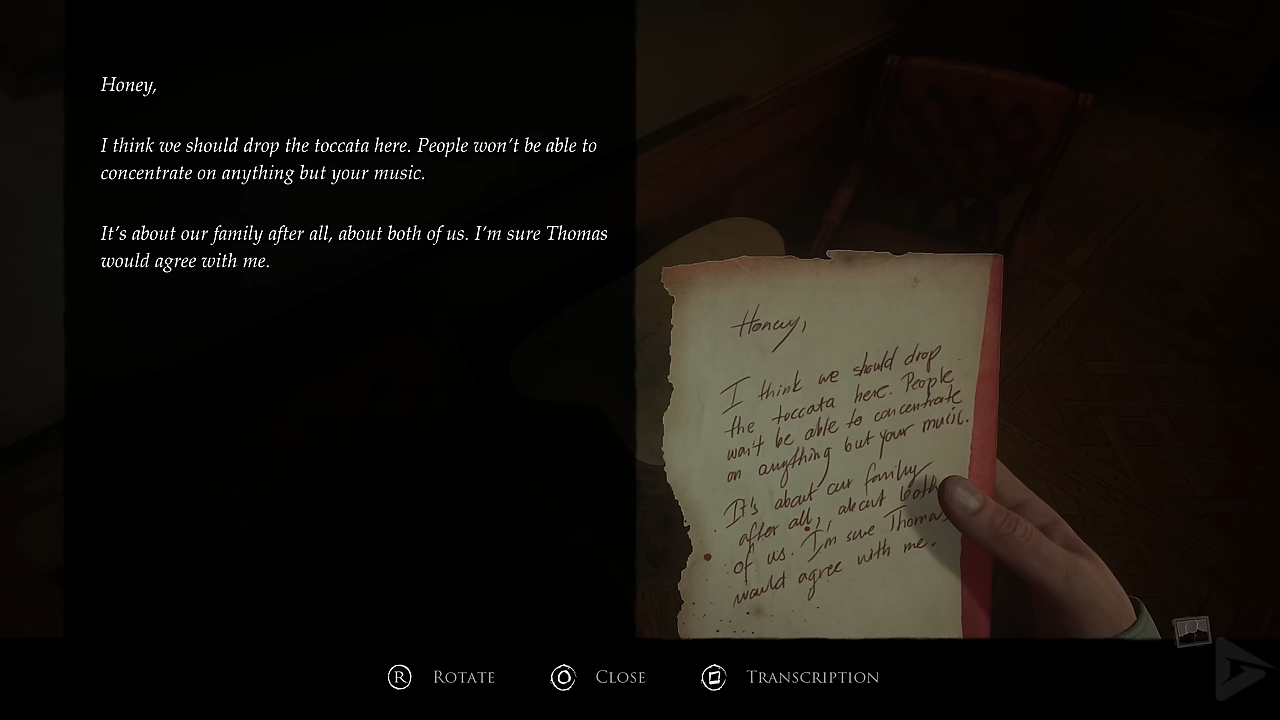 Honey,
I think we should drop the toccata here. People won't be able to
concentrate on anything but your music.
It's about our family after all, about both of us. I'm sure Thomas
would agree with me.
Honey,
I think we should drop
the toccata here. People
won't be able to concentrate
on anything but your music.
It's about our family
after all, about both
of us. I'm sure Thomas
would agree with me.
R ROTATE CLOSE TRANSCRIPTION